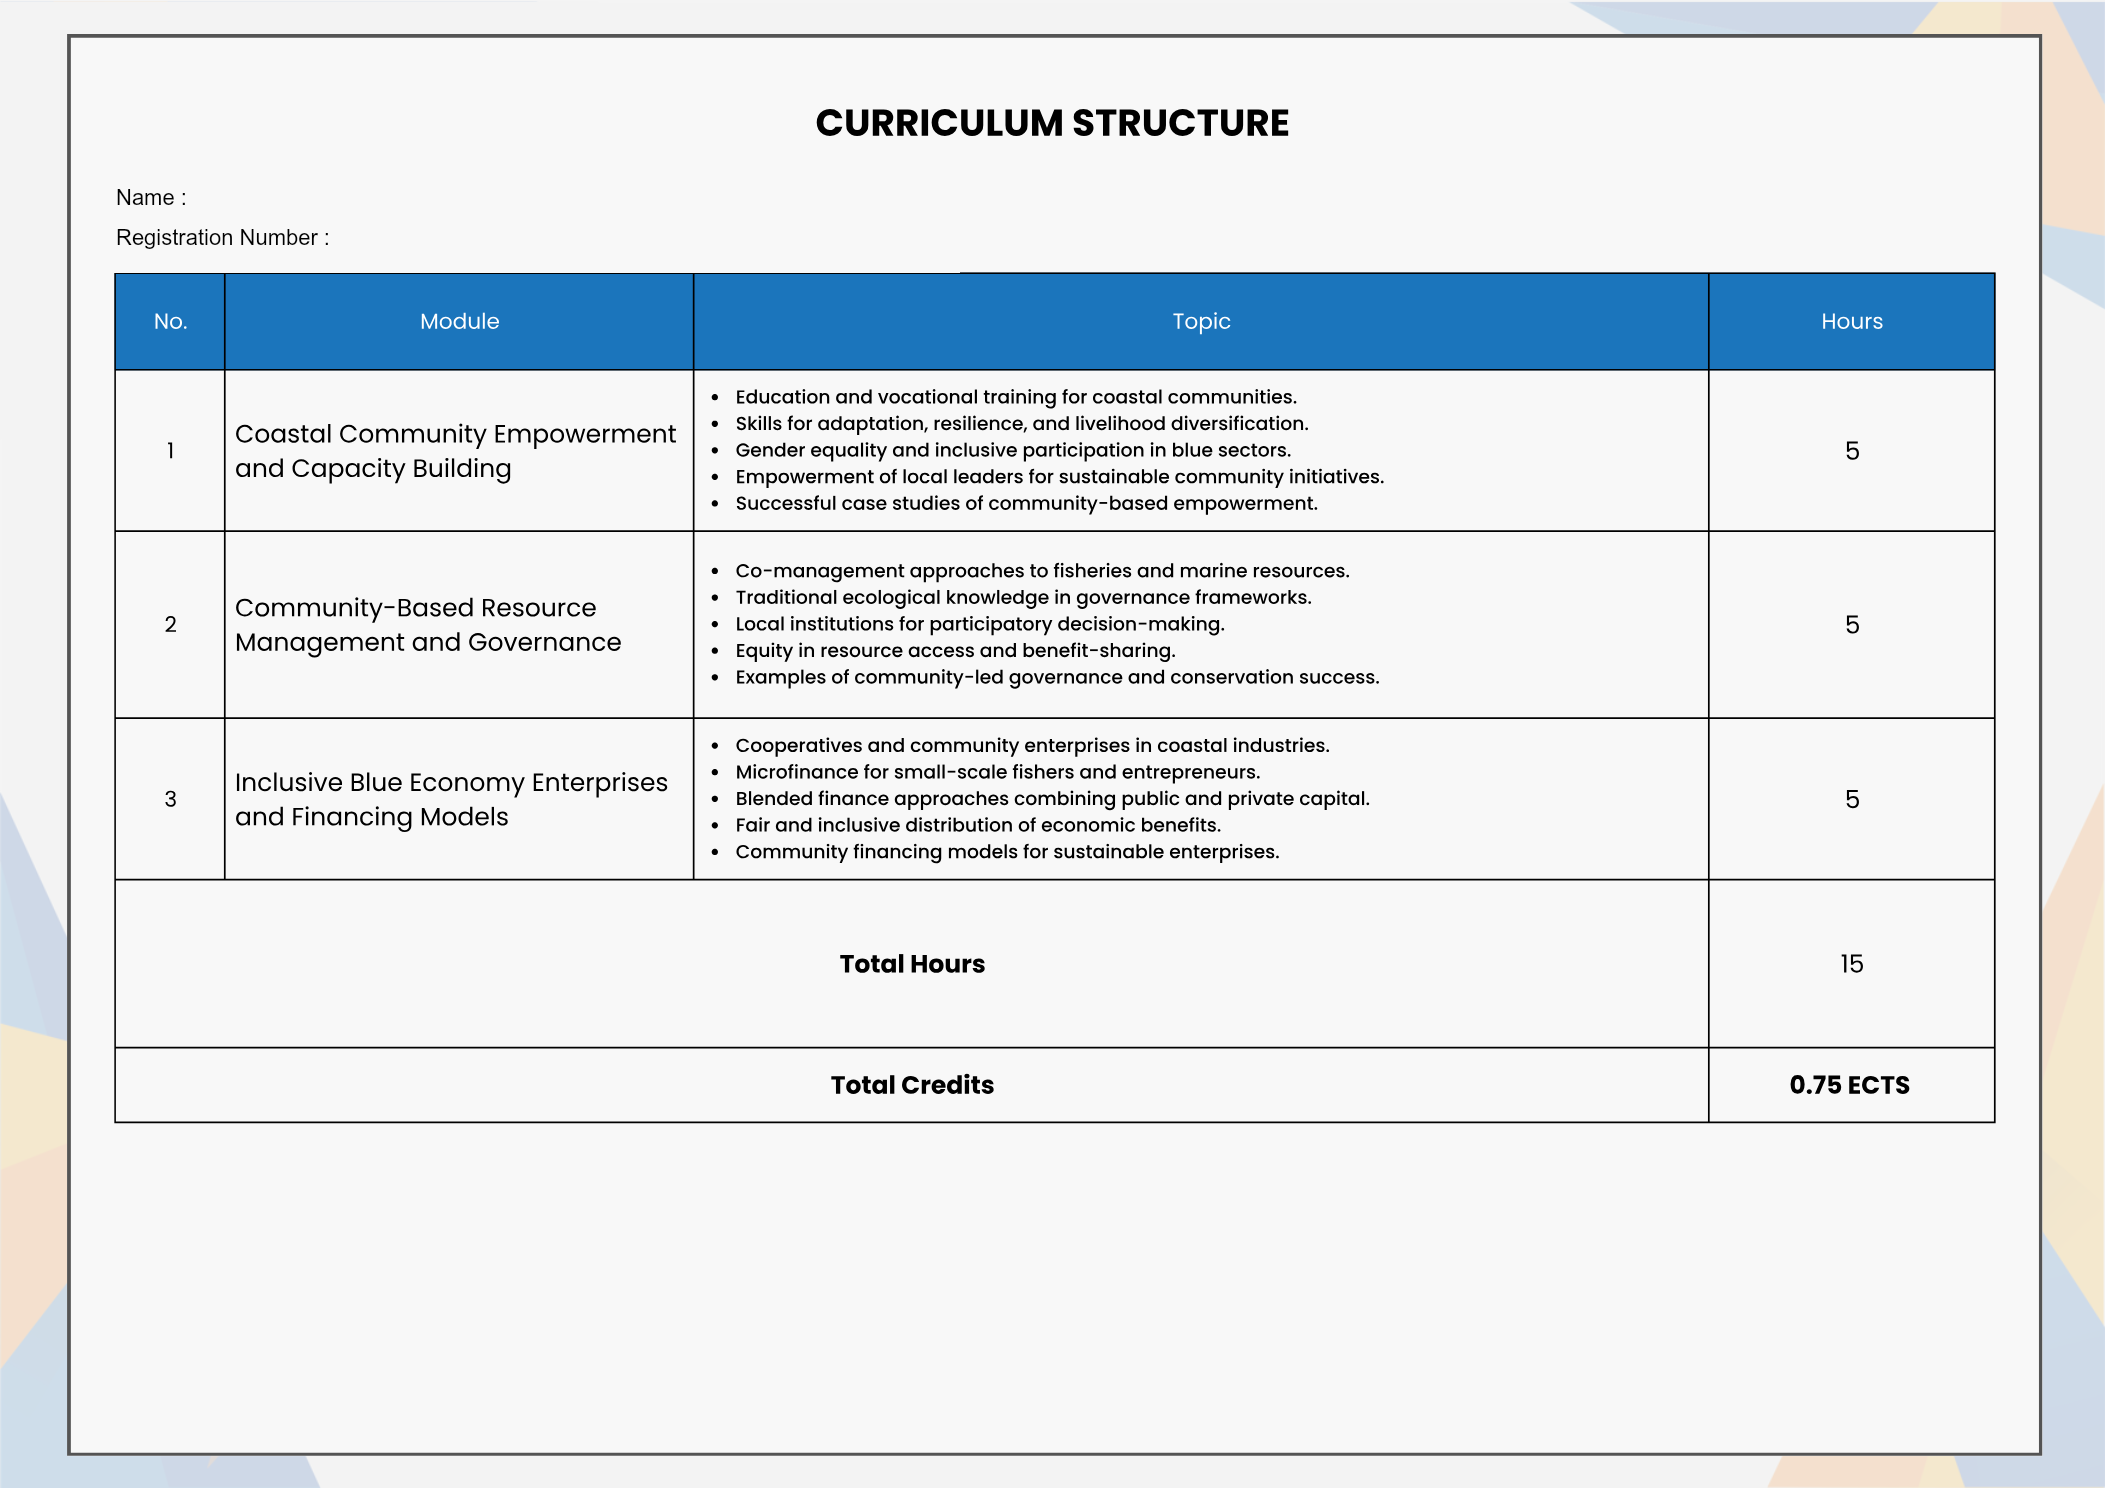 CURRICULUM STRUCTURE
Name :
Registration Number :
No. Module Topic Hours
1
Coastal Community Empowerment
and Capacity Building
• Education and vocational training for coastal communities.
• Skills for adaptation, resilience, and livelihood diversification.
• Gender equality and inclusive participation in blue sectors.
• Empowerment of local leaders for sustainable community initiatives.
• Successful case studies of community-based empowerment.
5
2
Community-Based Resource
Management and Governance
• Co-management approaches to fisheries and marine resources.
• Traditional ecological knowledge in governance frameworks.
• Local institutions for participatory decision-making.
• Equity in resource access and benefit-sharing.
• Examples of community-led governance and conservation success.
5
3
Inclusive Blue Economy Enterprises
and Financing Models
• Cooperatives and community enterprises in coastal industries.
• Microfinance for small-scale fishers and entrepreneurs.
• Blended finance approaches combining public and private capital.
• Fair and inclusive distribution of economic benefits.
• Community financing models for sustainable enterprises.
5
Total Hours 15
Total Credits 0.75 ECTS